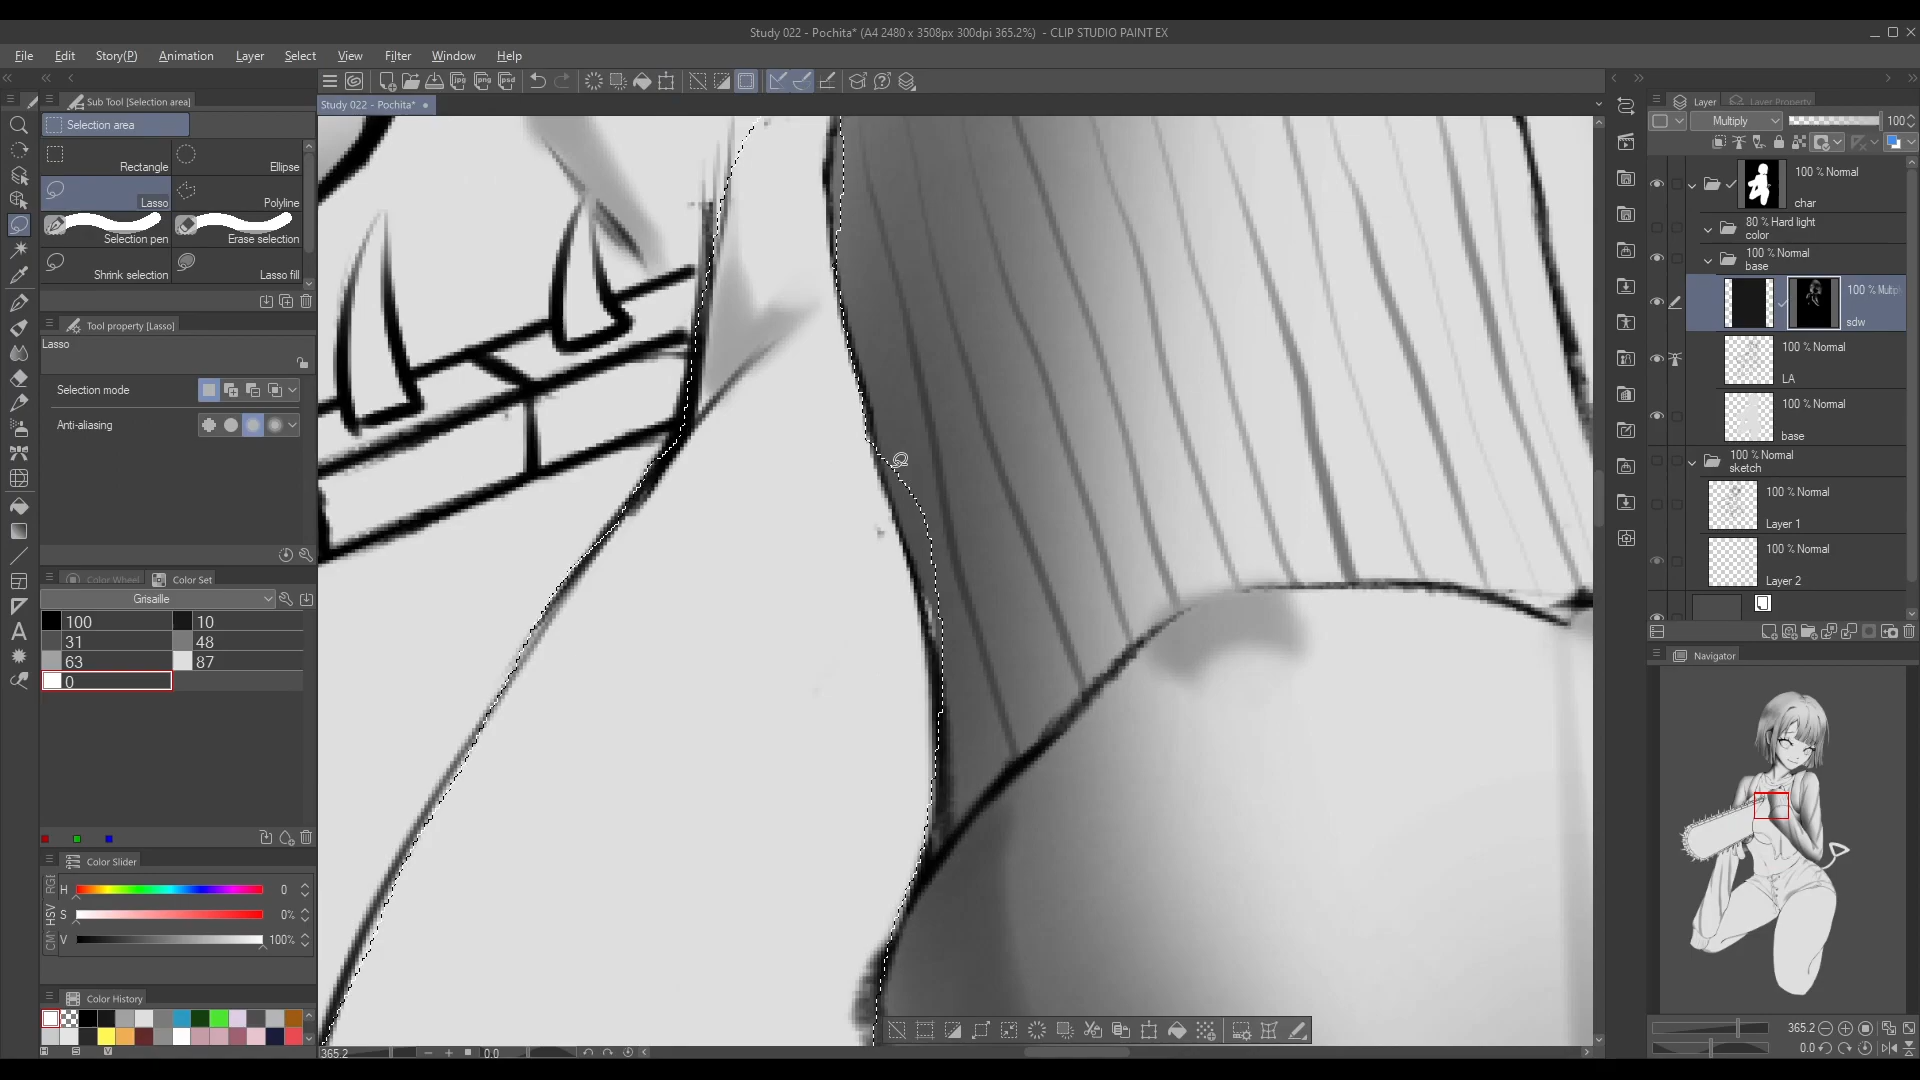 Study 022 - Pochita* (A4 2480 x 3508px 300dpi 365.2%) - CLIP STUDIO PAINT EX
File Edit Story(P) Animation Layer Select View Filter Window Help
Sub Tool [Selection area]
Study 022 - Pochita*
Selection area
Rectangle
Ellipse
Lasso
Polyline
Selection pen
Erase selection
Shrink selection
Lasso fill
Tool property [Lasso]
Lasso
Selection mode
Anti-aliasing
Color Wheel
Color Set
Grisaille
100
10
31
48
63
87
0
Color Slider
RGB
HSV
H 0
S 0%
V 100%
Color History
365.2
0.0
Layer
Layer Property
Multiply
100
100 % Normal
char
80 % Hard light
color
100 % Normal
base
100 % Multip
sdw
100 % Normal
LA
100 % Normal
base
100 % Normal
sketch
100 % Normal
Layer 1
100 % Normal
Layer 2
Navigator
365.2
0.0